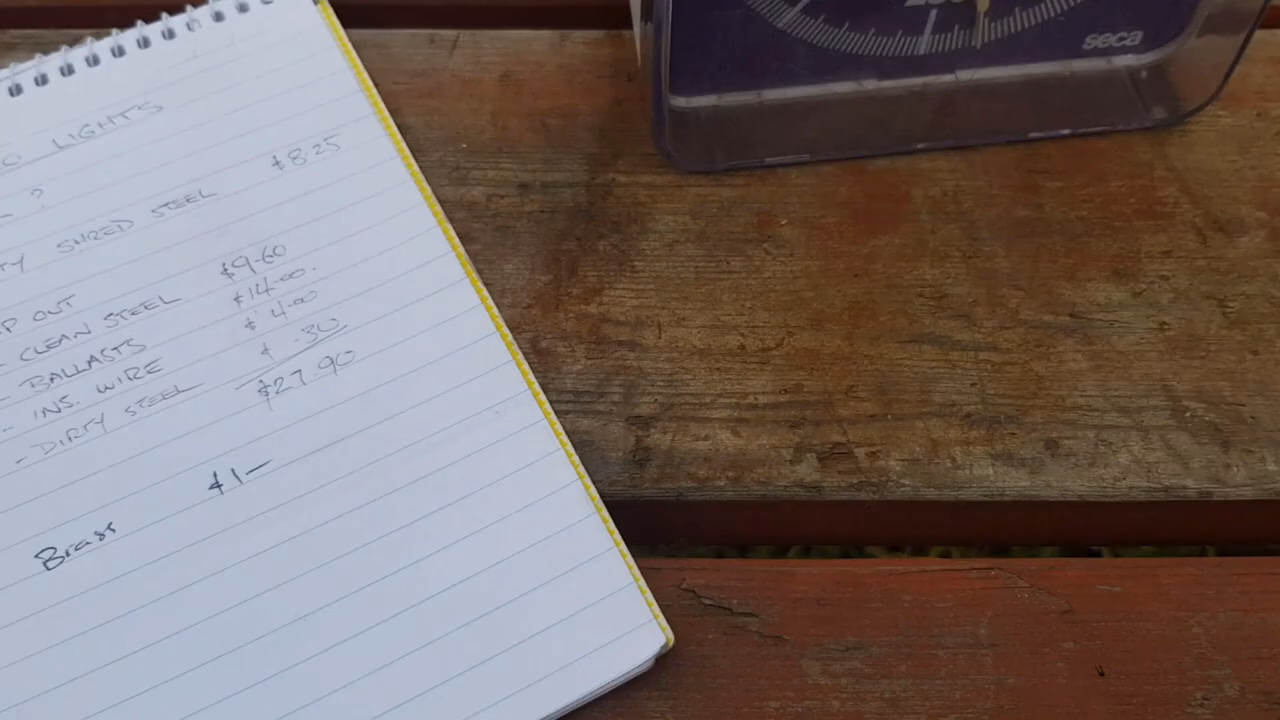 LIGHTS
?
TY SHRED STEEL $8.25
P OUT
CLEAN STEEL $9.60
BALLASTS $14.00
- INS. WIRE $4.00
- DIRTY STEEL $.30
$27.90
Brass $1-
seca